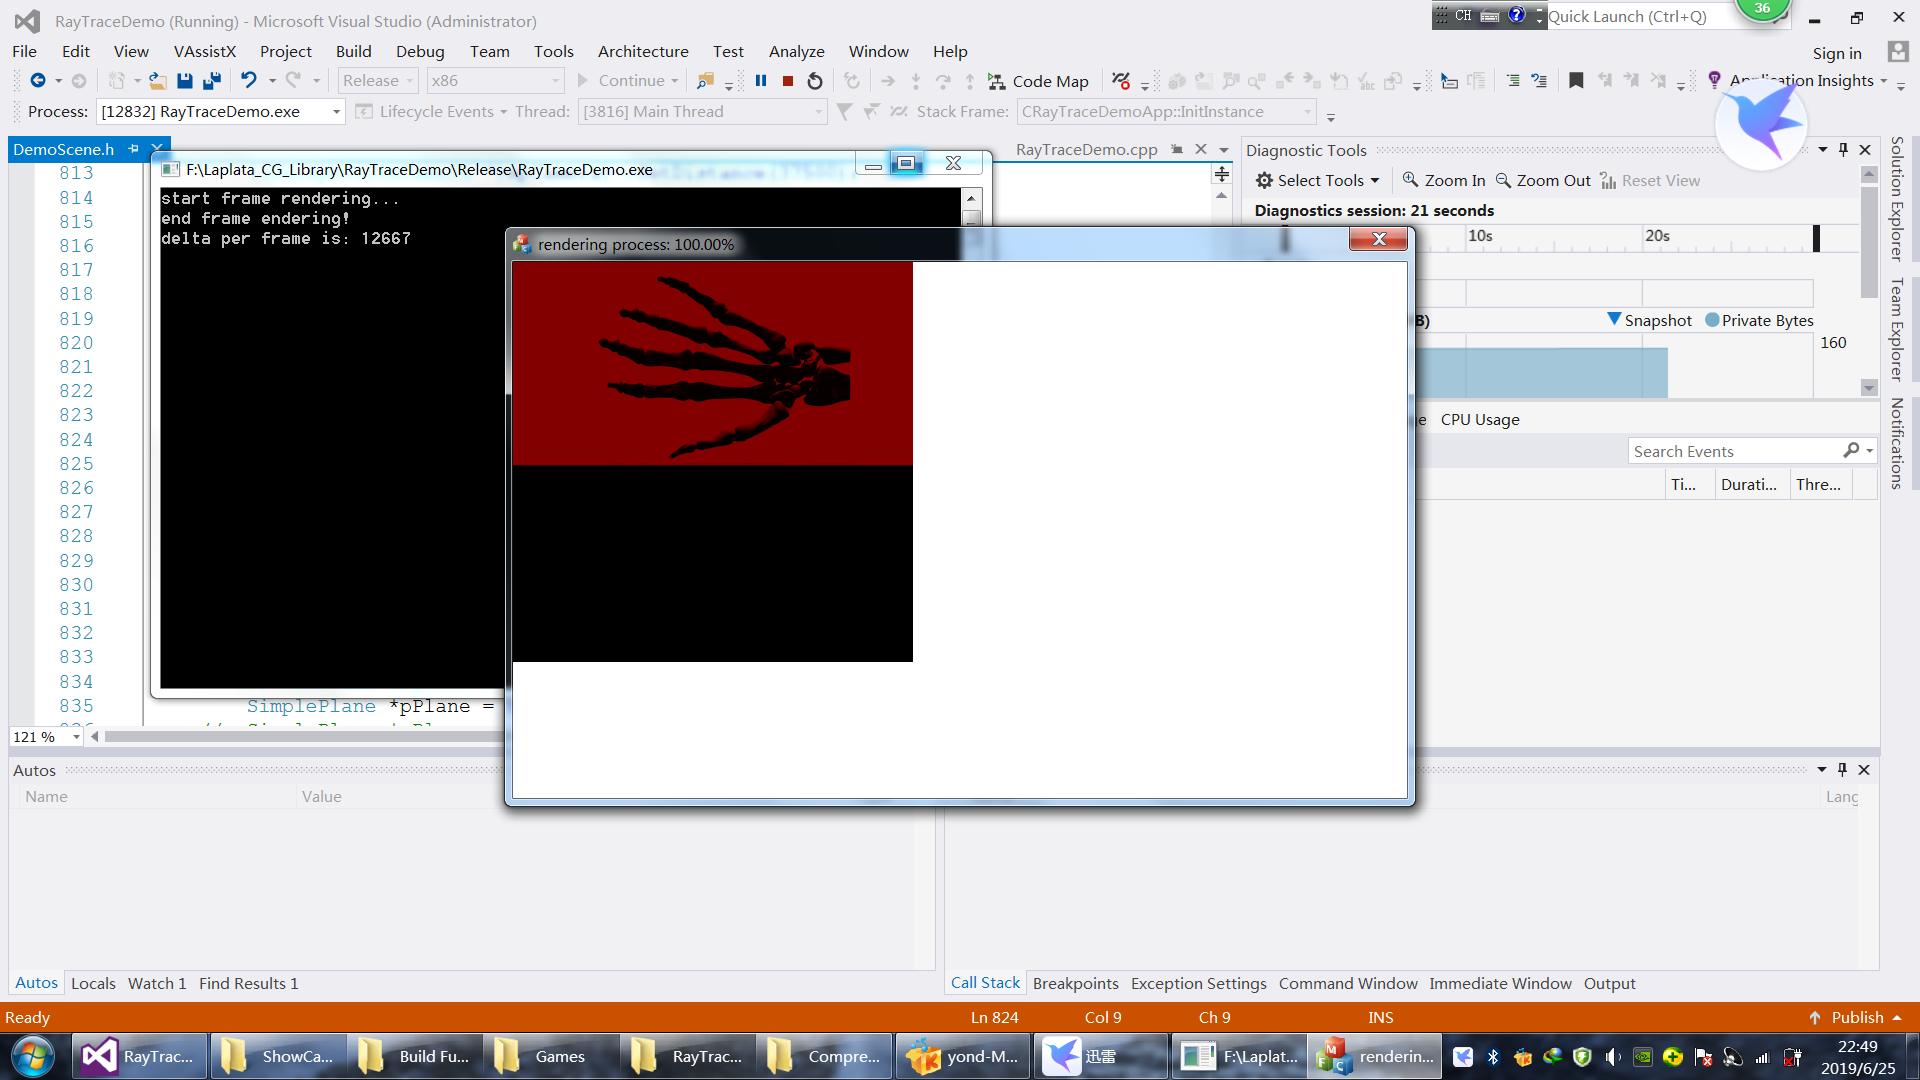 RayTraceDemo (Running) - Microsoft Visual Studio (Administrator)
CH
Quick Launch (Ctrl+Q)
36
File Edit View VAssistX Project Build Debug Team Tools Architecture Test Analyze Window Help
Sign in
Release x86 Continue Code Map Application Insights
Process: [12832] RayTraceDemo.exe Lifecycle Events Thread: [3816] Main Thread Stack Frame: CRayTraceDemoApp::InitInstance
DemoScene.h
RayTraceDemo.cpp
F:\Laplata_CG_Library\RayTraceDemo\Release\RayTraceDemo.exe
start frame rendering...
end frame endering!
delta per frame is: 12667
rendering process: 100.00%
813
814
815
816
817
818
819
820
821
822
823
824
825
826
827
828
829
830
831
832
833
834
835
SimplePlane *pPlane =
121 %
Diagnostic Tools
Select Tools Zoom In Zoom Out Reset View
Diagnostics session: 21 seconds
10s 20s
B) Snapshot Private Bytes
160
CPU Usage
Search Events
Ti... Durati... Thre...
Solution Explorer
Team Explorer
Notifications
Autos
Name Value
Lang
Autos Locals Watch 1 Find Results 1
Call Stack Breakpoints Exception Settings Command Window Immediate Window Output
Ready Ln 824 Col 9 Ch 9 INS Publish
RayTrac... ShowCa... Build Fu... Games RayTrac... Compre... yond-M... 迅雷 F:\Laplat... renderin...
22:49
2019/6/25